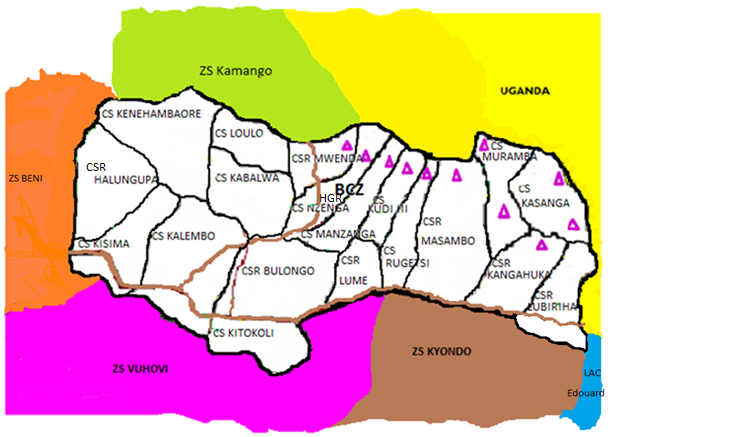 ZS Kamango
UGANDA
CS KENEHAMBAORE
CS LOULO
CSR MWENDA
CS
MURAMBA
CSR
HALUNGUPA
ZS BENI
CS KABALWA
BCZ
HGR
CS NZENGA
CS
KUDI III
CS
KASANGA
CS KISIMA
CS KALEMBO
CS MANZANGA
CSR
MASAMBO
CS
RUGETSI
CSR BULONGO
CSR
LUME
CSR
KANGAHUKA
CSR
LUBIRIHA
CS KITOKOLI
ZS VUHOVI
ZS KYONDO
LAC
Edouard